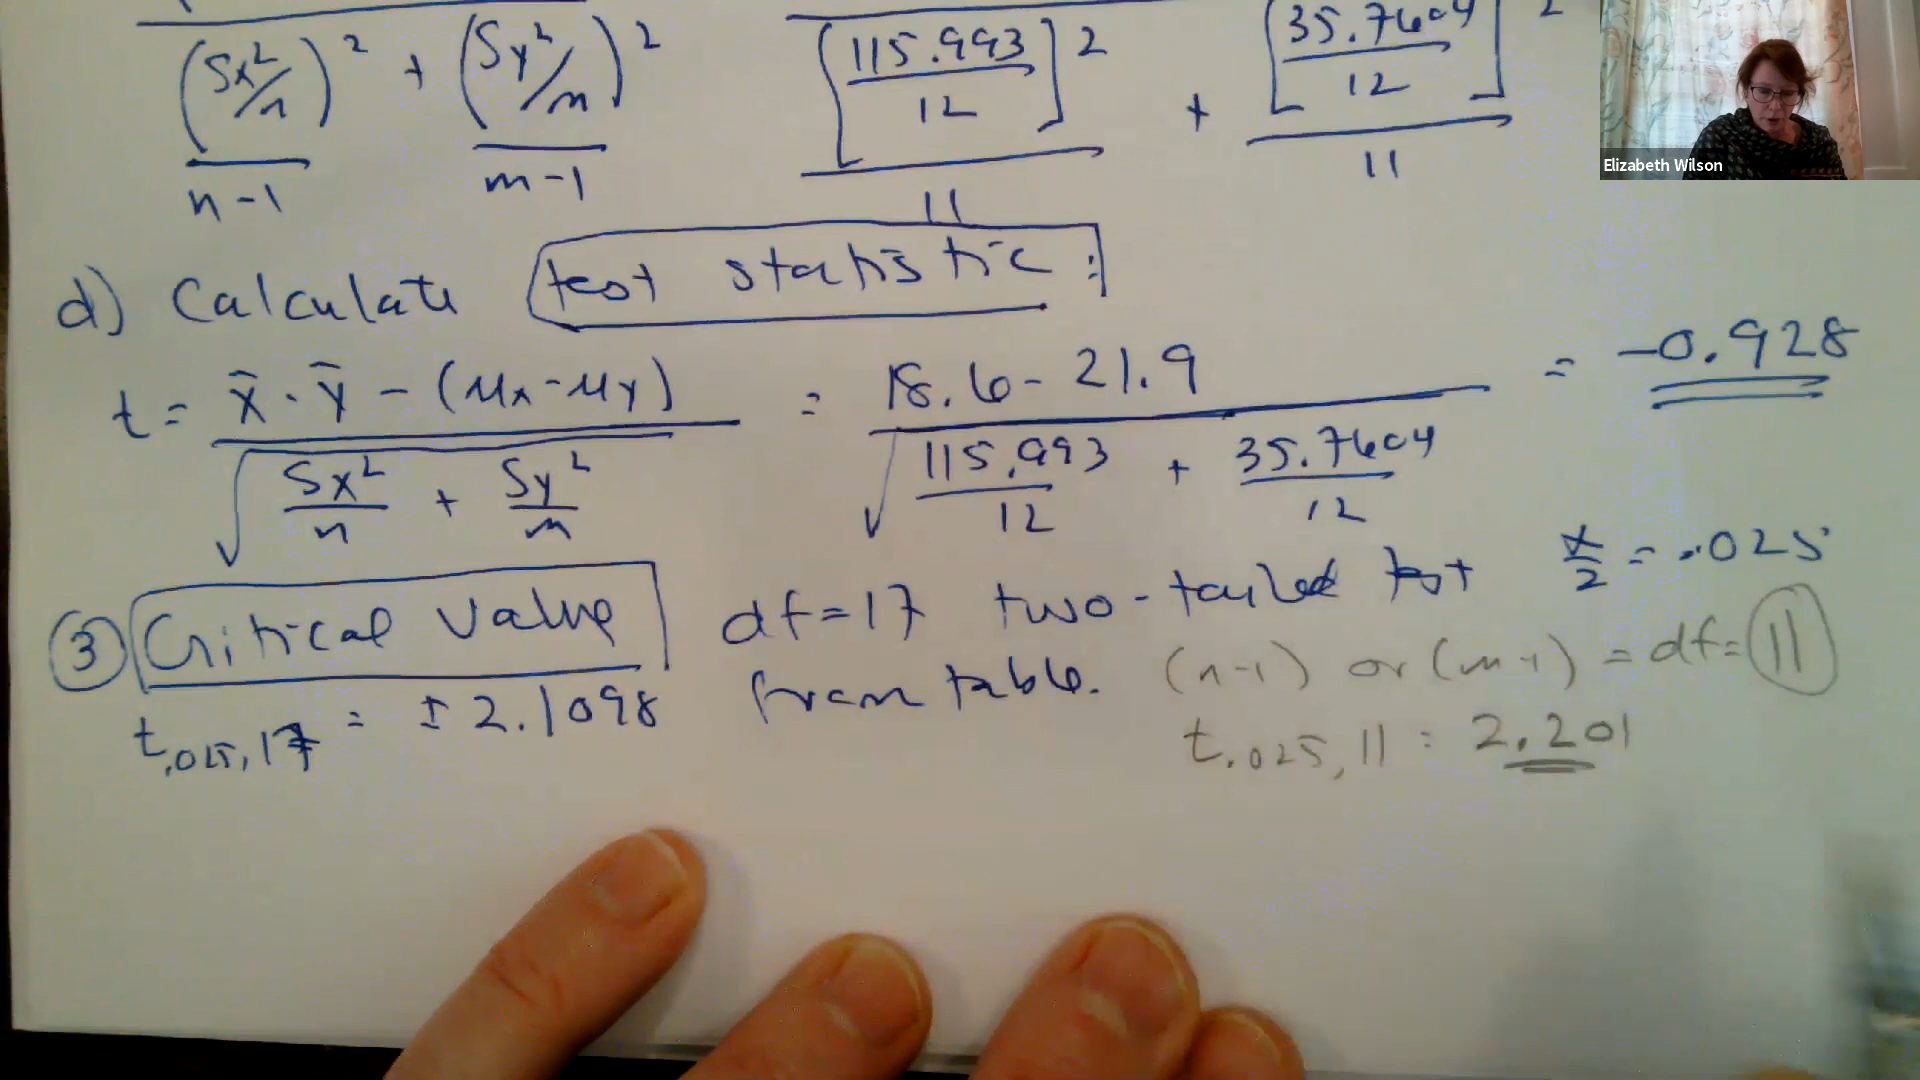 (Sx²/n)² + (Sy²/m)² [115.993/12]² + [35.7604/12]²
n-1 m-1 11 11
Elizabeth Wilson
d) Calculate test statistic:
t = x̄ - ȳ - (μx - μy) / √(Sx²/n + Sy²/m) = 18.6 - 21.9 / √(115.993/12 + 35.7604/12) = -0.928
③ Critical Value df=17 two-tailed test α/2 = .025
from table. (n-1) or (m-1) = df= 11
t.025,17 = ± 2.1098
t.025,11 = 2.201